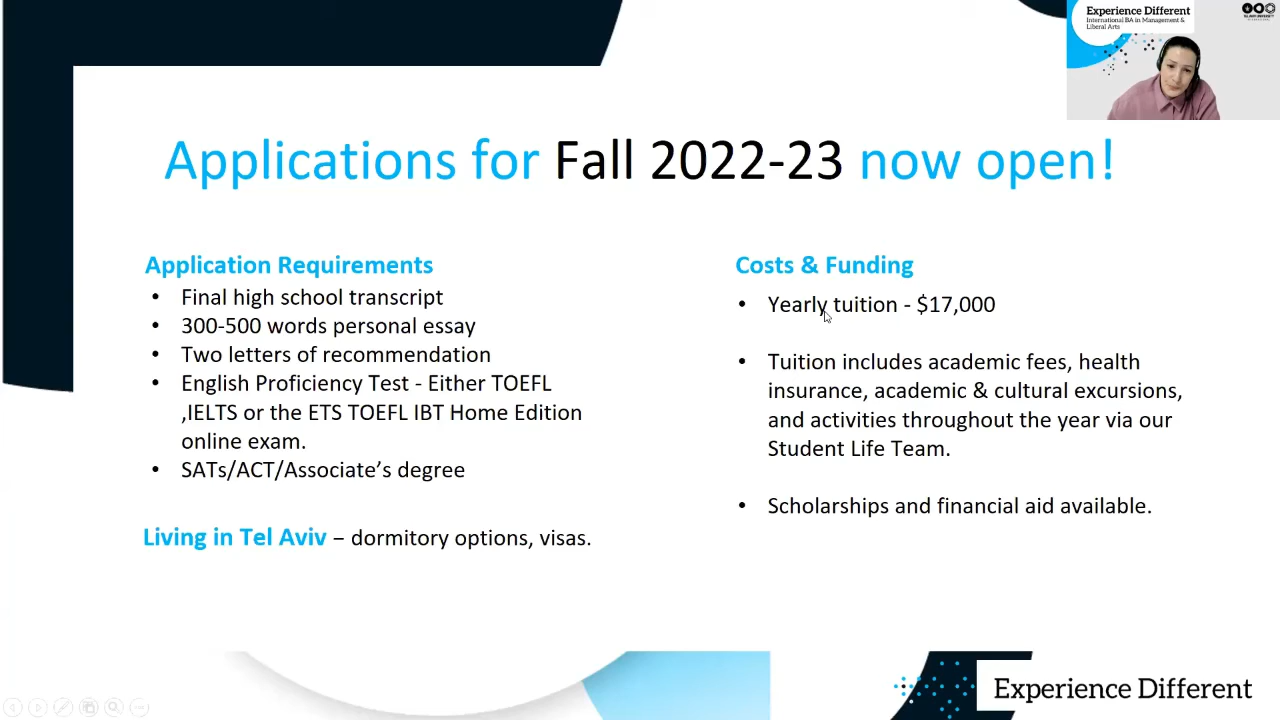 Experience Different
International BA in Management &
Liberal Arts
Applications for Fall 2022-23 now open!
Application Requirements
• Final high school transcript
• 300-500 words personal essay
• Two letters of recommendation
• English Proficiency Test - Either TOEFL
,IELTS or the ETS TOEFL IBT Home Edition
online exam.
• SATs/ACT/Associate’s degree
Living in Tel Aviv – dormitory options, visas.
Costs & Funding
• Yearly tuition - $17,000
• Tuition includes academic fees, health
insurance, academic & cultural excursions,
and activities throughout the year via our
Student Life Team.
• Scholarships and financial aid available.
Experience Different